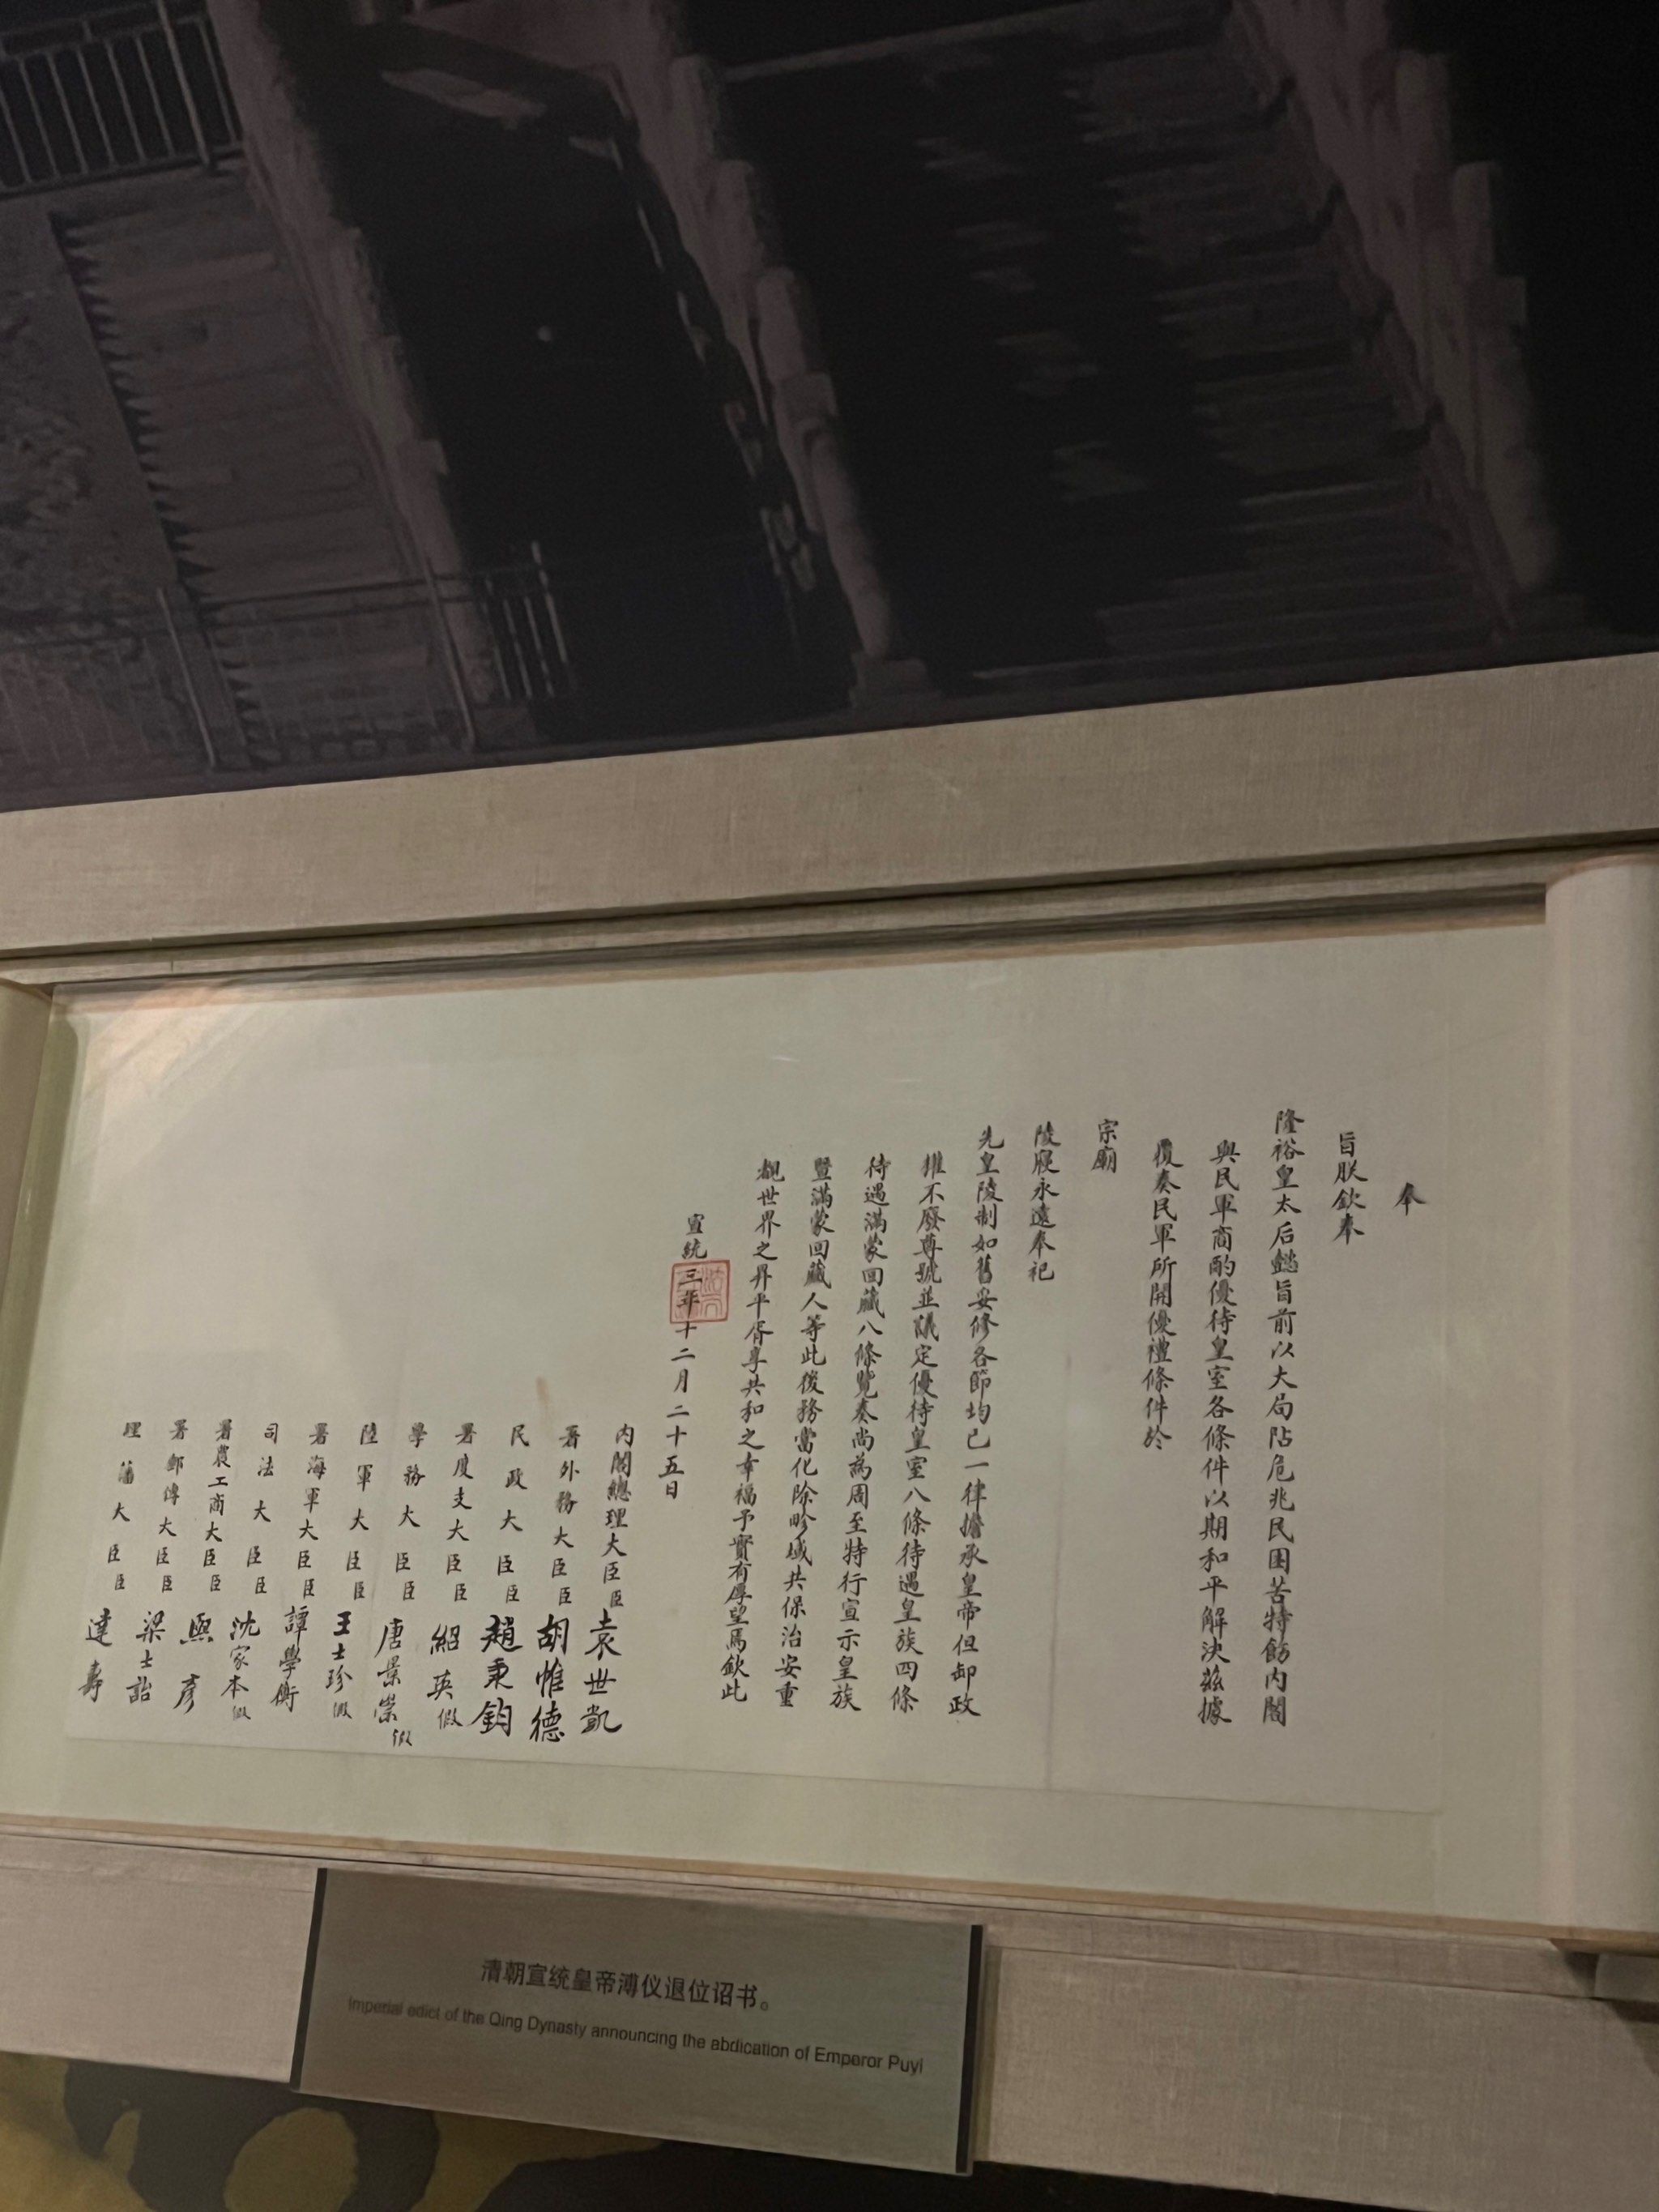 奉
旨朕欽奉
隆裕皇太后懿旨前以大局阽危兆民困苦特飭内閣
與民軍商酌優待皇室各條件以期和平解決茲據
覆奏民軍所開優禮條件於
宗廟
陵寢永遠奉祀
先皇陵制如舊妥修各節均已一律擔承皇帝但卸政
權不廢尊號並議定優待皇室八條待遇皇族四條
待遇滿蒙回藏八條覽奏尚為周至特行宣示皇族
暨滿蒙回藏人等此後務當化除畛域共保治安重
覩世界之昇平胥享共和之幸福予實有厚望焉欽此
宣統三年十二月二十五日
内閣總理大臣臣袁世凱
署外務大臣臣胡惟德
民政大臣臣趙秉鈞
署度支大臣臣紹英假
學務大臣臣唐景崇假
陸軍大臣臣王士珍假
署海軍大臣臣譚學衡
司法大臣臣沈家本假
署農工商大臣臣熙彥
署郵傳大臣臣梁士詒
理藩大臣臣達壽
清朝宣统皇帝溥仪退位诏书。
Imperial edict of the Qing Dynasty announcing the abdication of Emperor Puyi